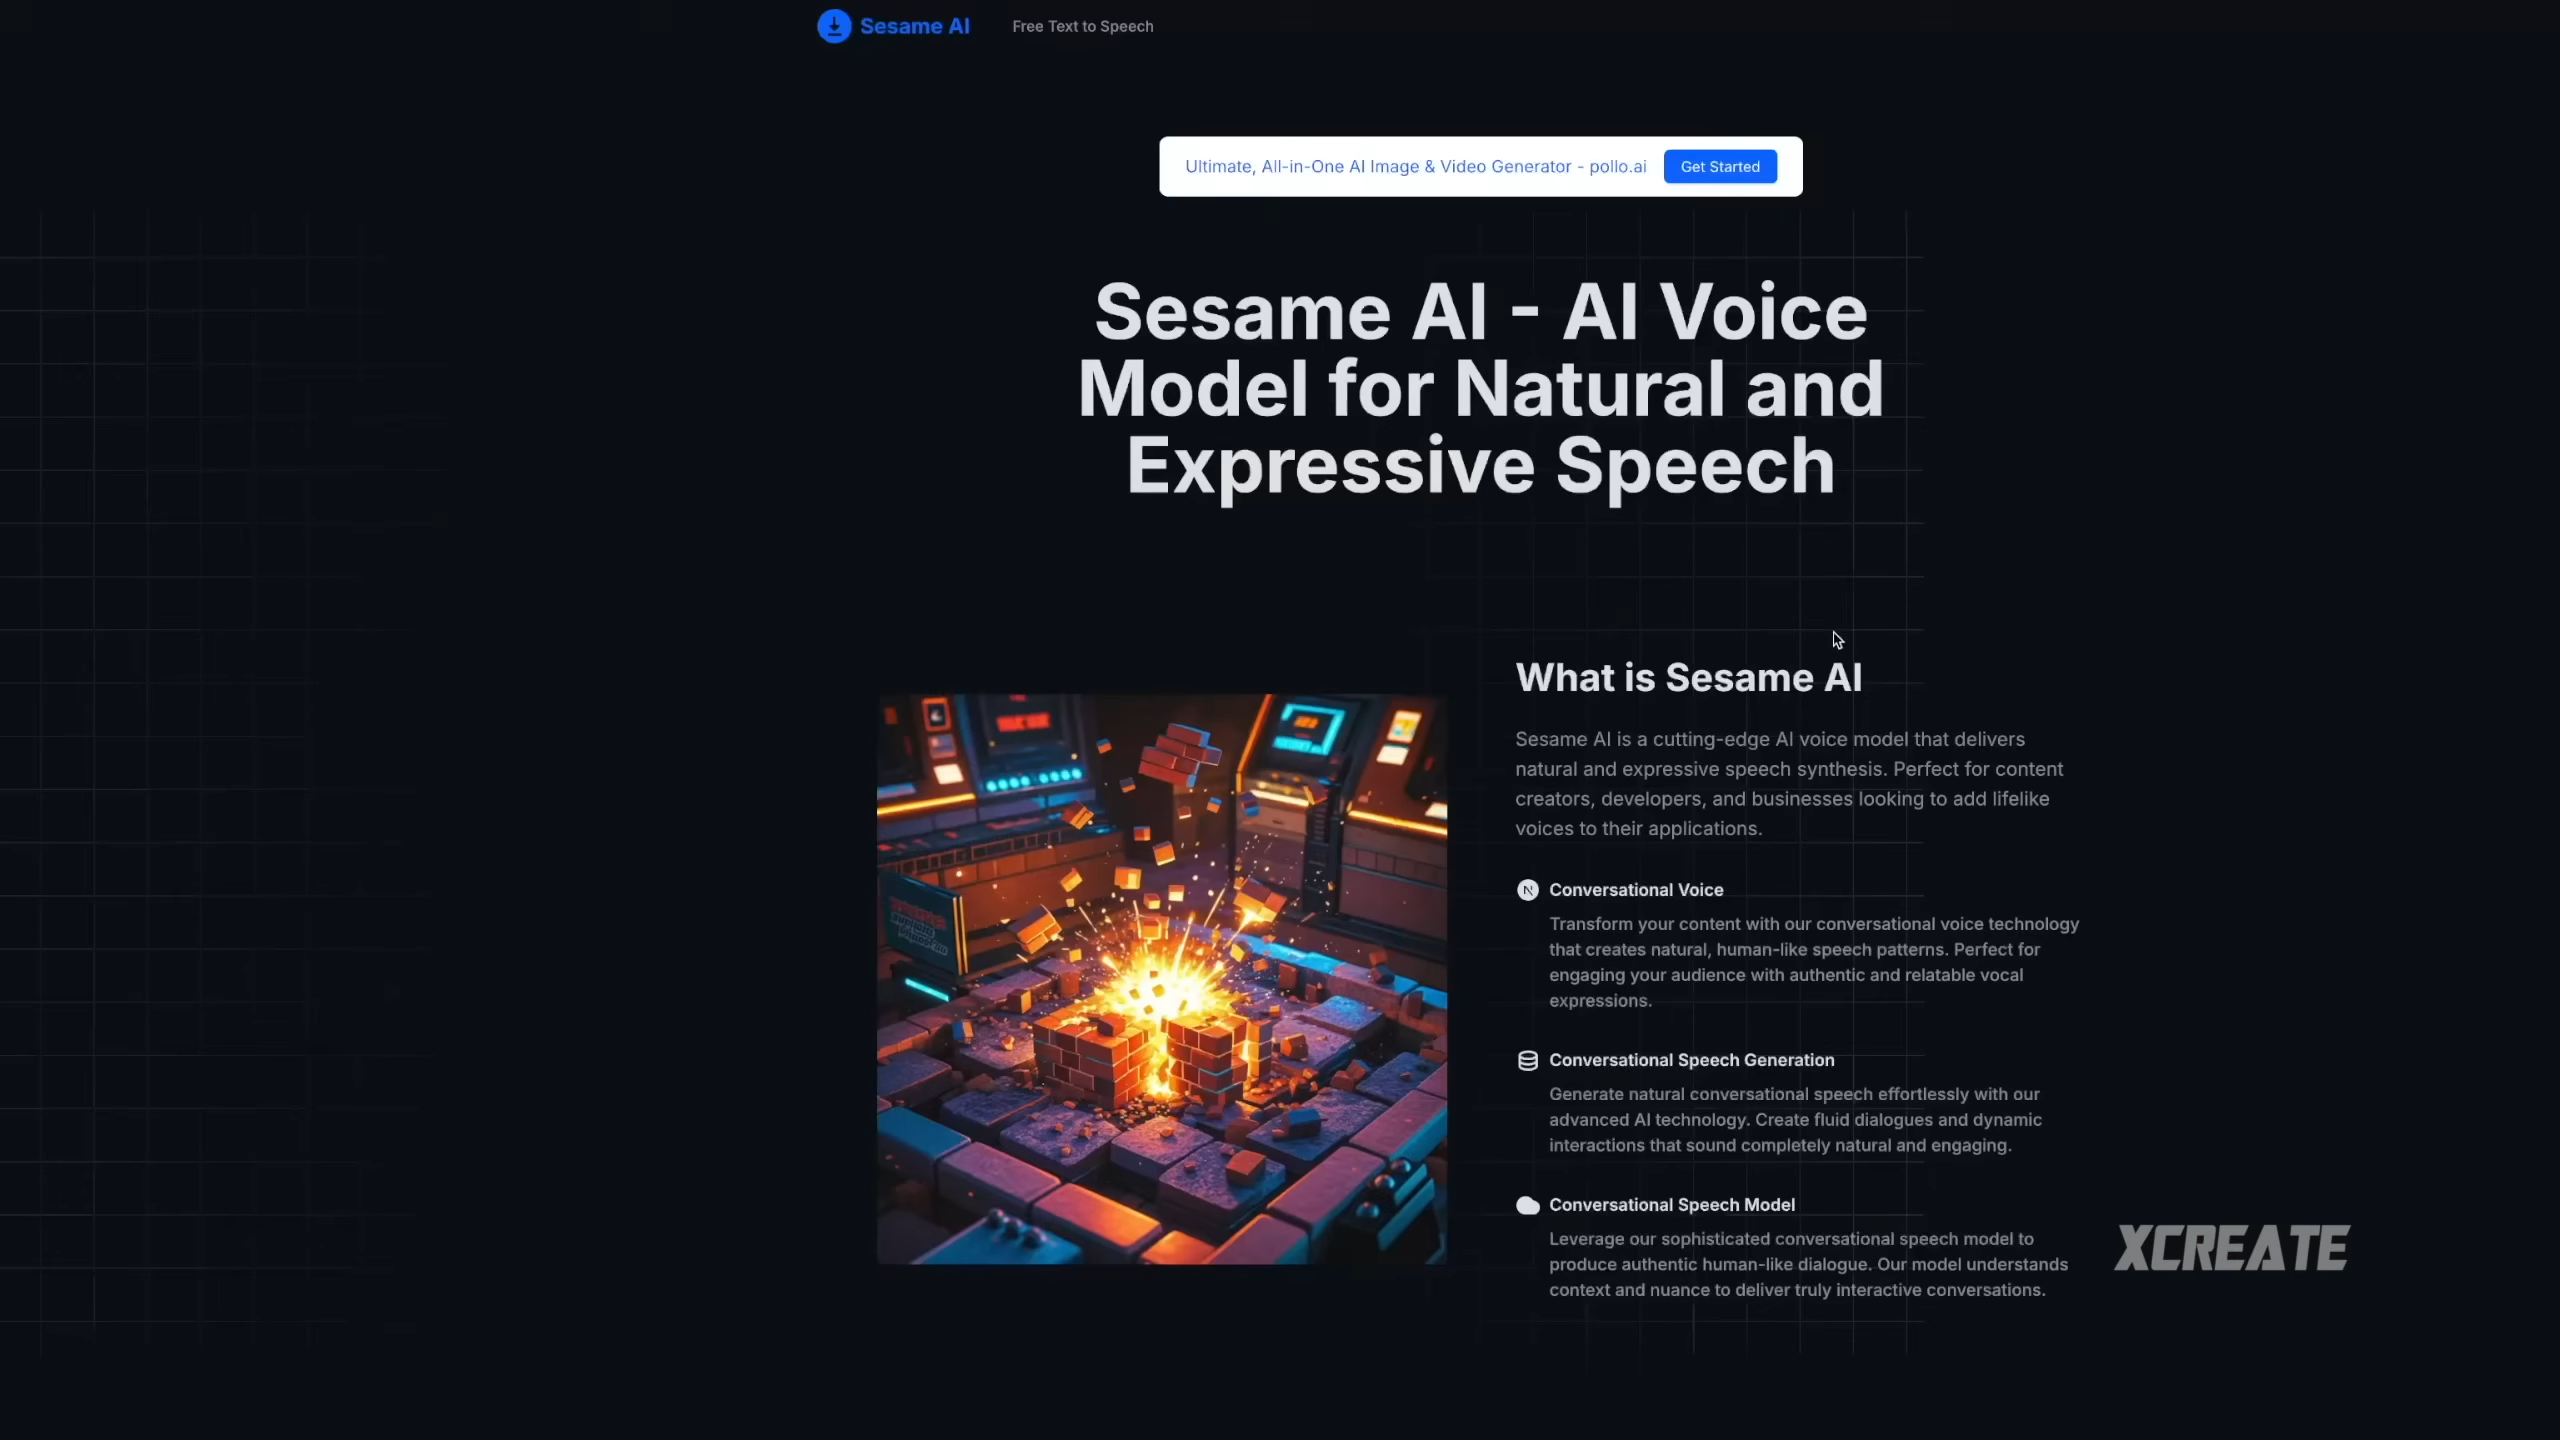 Sesame AI
Free Text to Speech
Ultimate, All-in-One AI Image & Video Generator - pollo.ai
Get Started
Sesame AI - AI Voice
Model for Natural and
Expressive Speech
What is Sesame AI
Sesame AI is a cutting-edge AI voice model that delivers
natural and expressive speech synthesis. Perfect for content
creators, developers, and businesses looking to add lifelike
voices to their applications.
Conversational Voice
Transform your content with our conversational voice technology
that creates natural, human-like speech patterns. Perfect for
engaging your audience with authentic and relatable vocal
expressions.
Conversational Speech Generation
Generate natural conversational speech effortlessly with our
advanced AI technology. Create fluid dialogues and dynamic
interactions that sound completely natural and engaging.
Conversational Speech Model
Leverage our sophisticated conversational speech model to
produce authentic human-like dialogue. Our model understands
context and nuance to deliver truly interactive conversations.
XCREATE